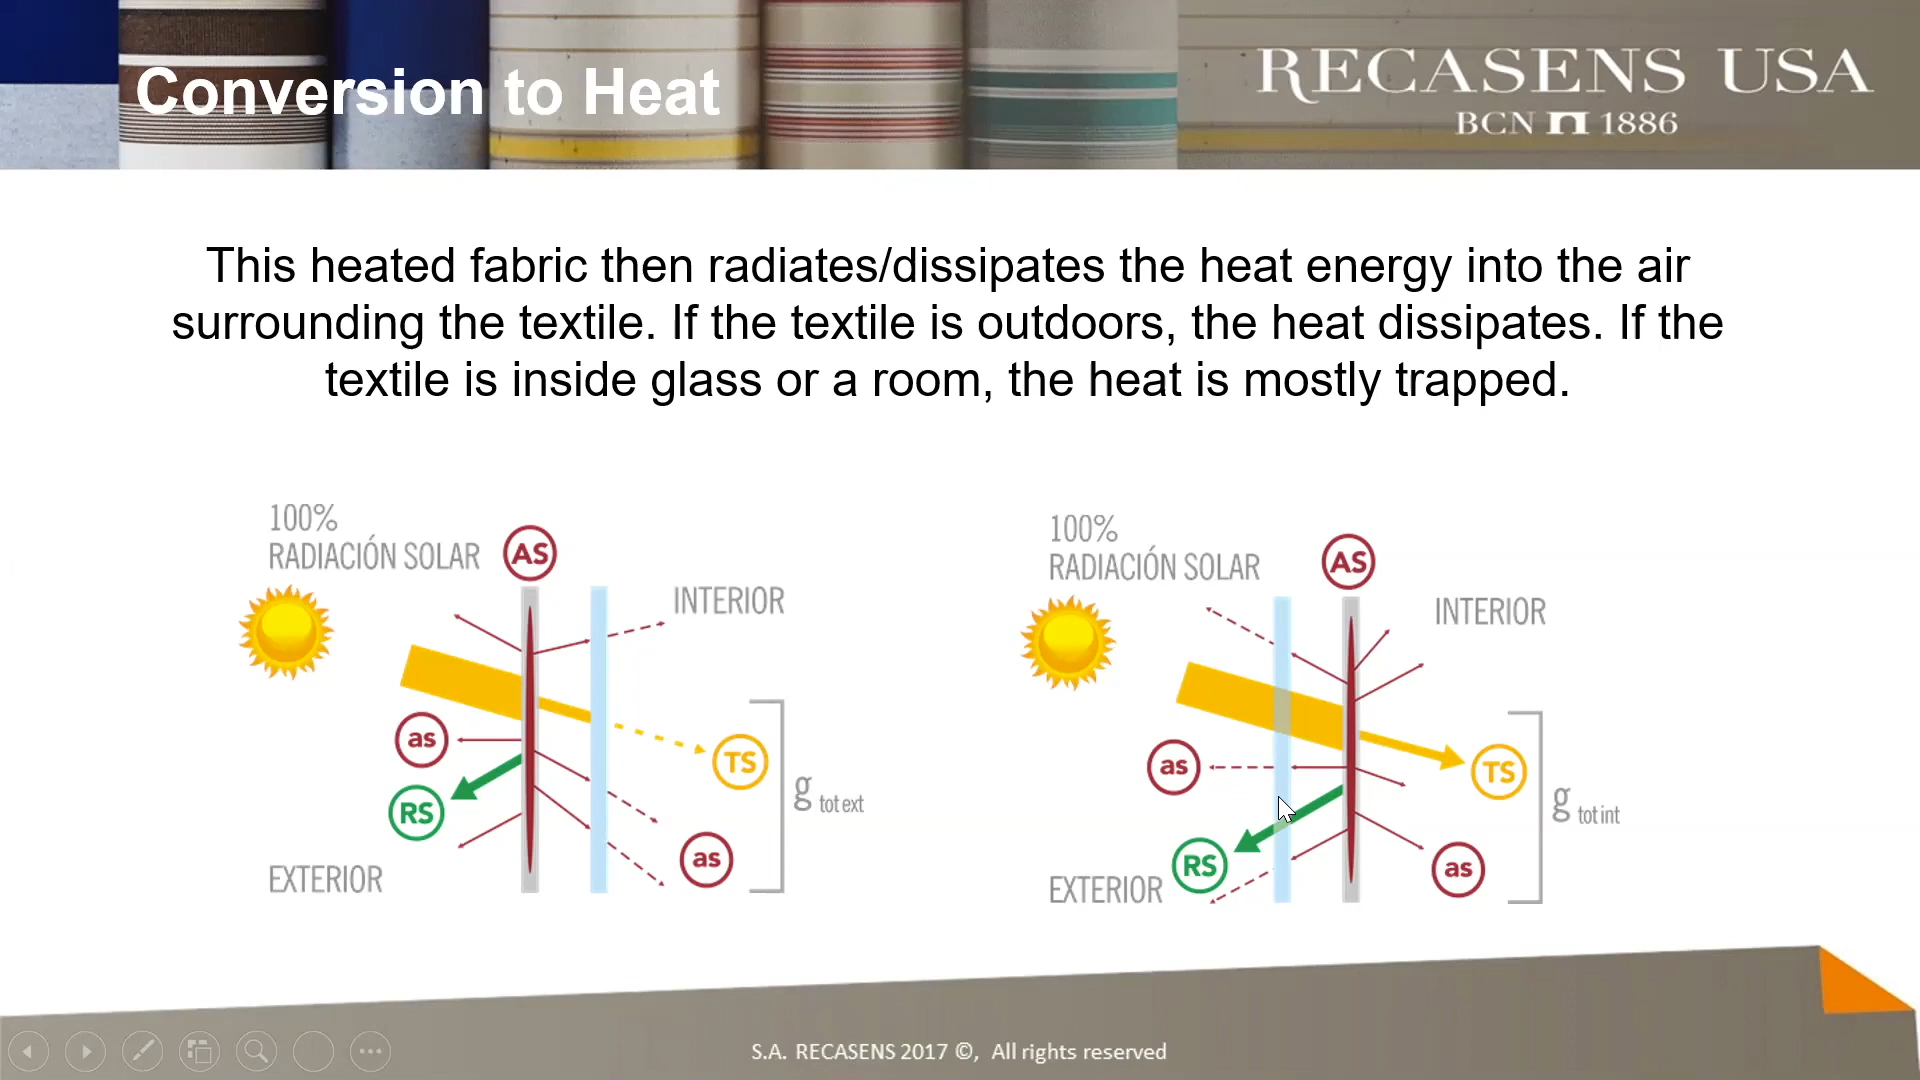 Conversion to Heat
RECASENS USA
BCN 1886
This heated fabric then radiates/dissipates the heat energy into the air
surrounding the textile. If the textile is outdoors, the heat dissipates. If the
textile is inside glass or a room, the heat is mostly trapped.
100%
RADIACIÓN SOLAR
AS
INTERIOR
as
RS
TS
g tot ext
as
EXTERIOR
100%
RADIACIÓN SOLAR
AS
INTERIOR
as
RS
TS
g tot int
as
EXTERIOR
S.A. RECASENS 2017 ©, All rights reserved